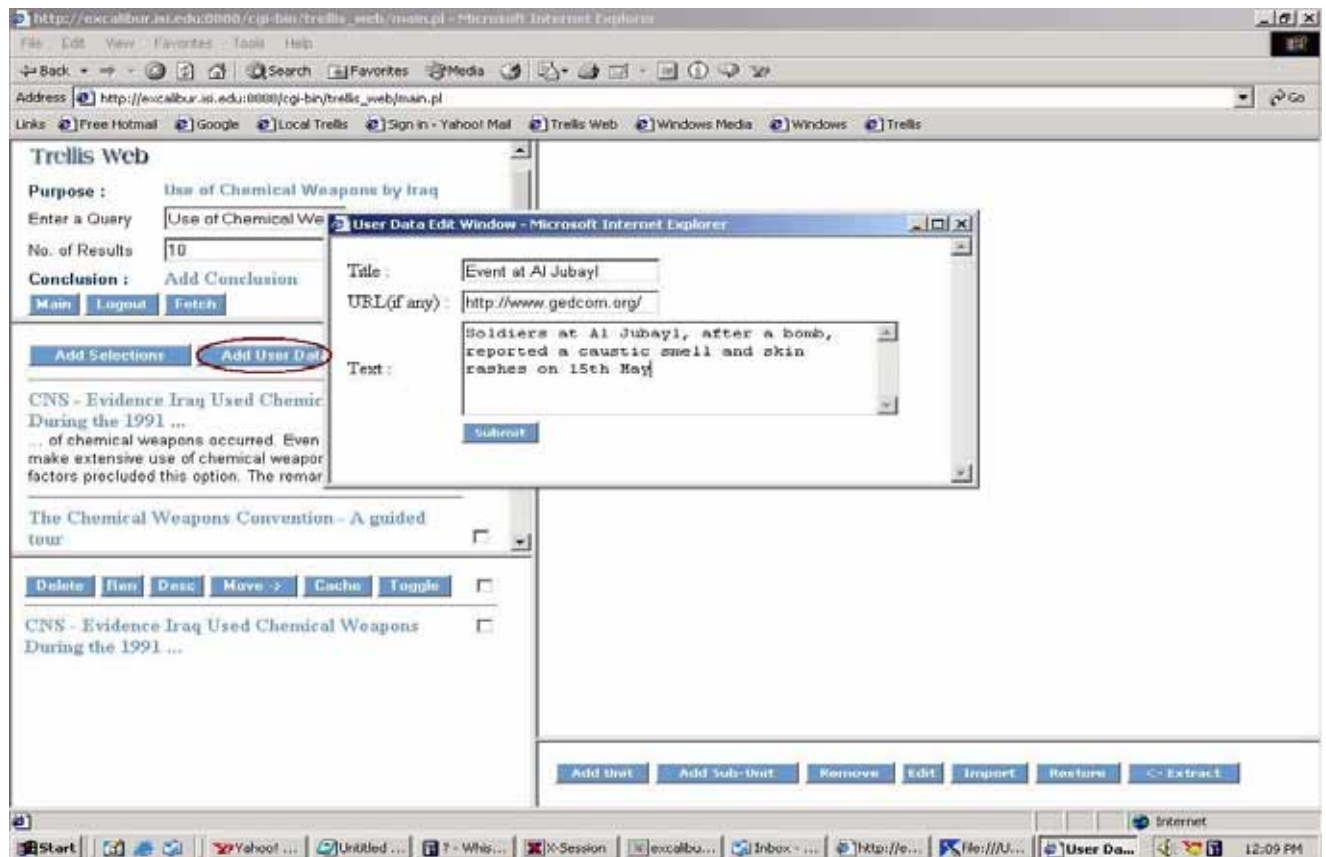 http://excalibur.isi.edu:8080/cgi-bin/trellis_web/main.pl - Microsoft Internet Explorer
File Edit View Favorites Tools Help
Back Search Favorites Media
Address http://excalibur.isi.edu:8080/cgi-bin/trellis_web/main.pl Go
Links Free Hotmail Google Local Trellis Sign in - Yahoo! Mail Trellis Web Windows Media Windows Trellis
Trellis Web
Purpose : Use of Chemical Weapons by Iraq
Enter a Query Use of Chemical We
No. of Results 10
Conclusion : Add Conclusion
Main Logout Fetch
Add Selections Add User Data
CNS - Evidence Iraq Used Chemic
During the 1991 ...
... of chemical weapons occurred. Even
make extensive use of chemical weapor
factors precluded this option. The remar
The Chemical Weapons Convention - A guided
tour
User Data Edit Window - Microsoft Internet Explorer
Title : Event at Al Jubayl
URL(if any) : http://www.gedcom.org/
Text :
Soldiers at Al Jubayl, after a bomb,
reported a caustic smell and skin
rashes on 15th May
Submit
Delete Ren Desc Move -> Cache Toggle
CNS - Evidence Iraq Used Chemical Weapons
During the 1991 ...
Add Unit Add Sub-Unit Remove Edit Import Restore <- Extract
Internet
Start Yahoo! ... Untitled ... ? - Whis... X-Session excalibu... Inbox - ... http://e... file:///U... User Da... 12:09 PM